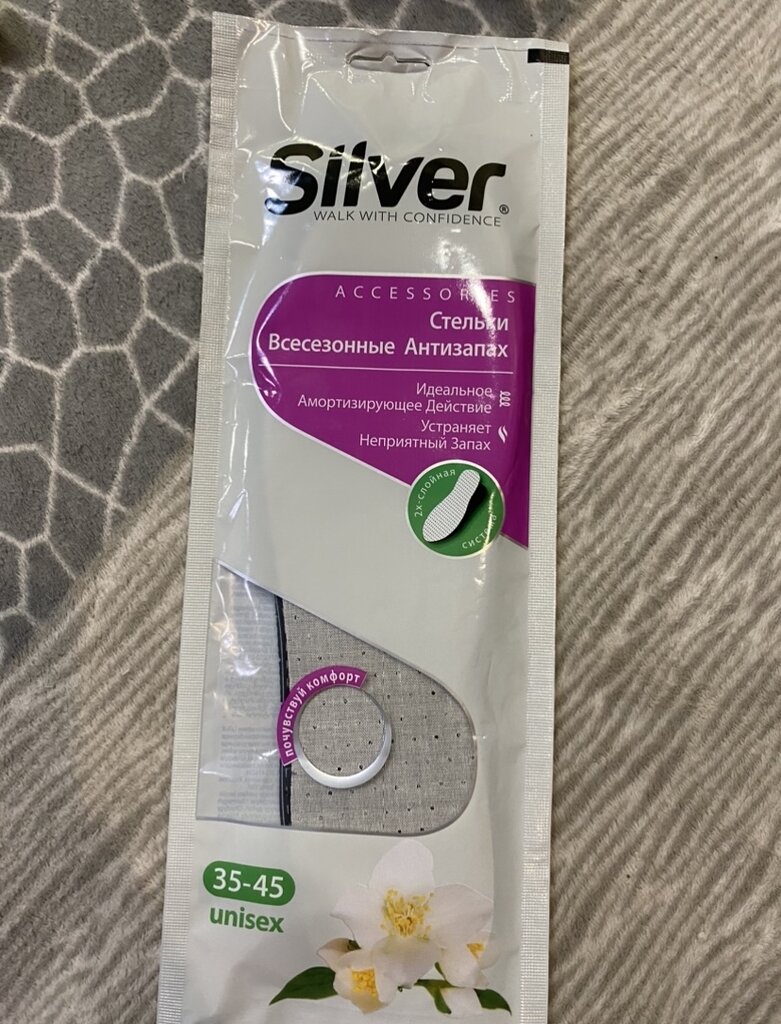 Silver®
WALK WITH CONFIDENCE
ACCESSORIES
Стельки
Всесезонные Антизапах
Идеальное
Амортизирующее Действие
Устраняет
Неприятный Запах
2х-слойная
система
почувствуй комфорт
35-45
unisex